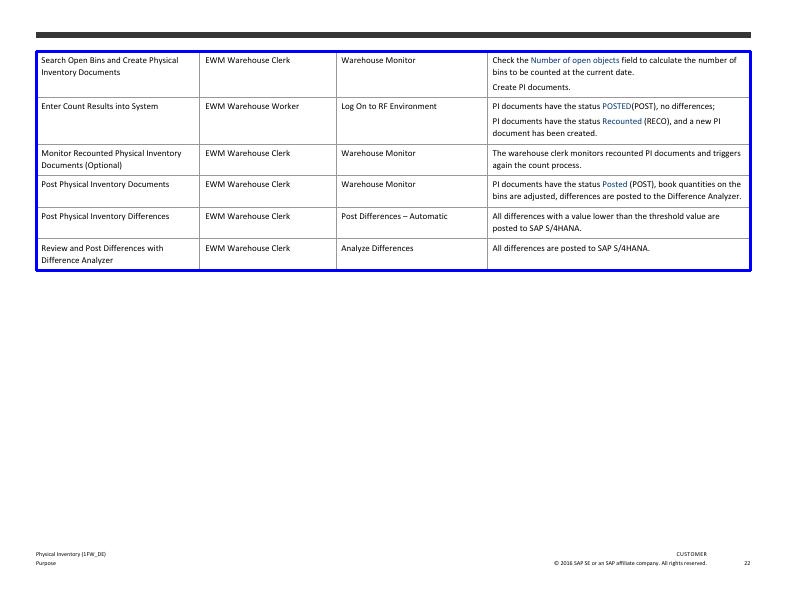 Search Open Bins and Create Physical
Inventory Documents
EWM Warehouse Clerk
Warehouse Monitor
Check the Number of open objects field to calculate the number of
bins to be counted at the current date.
Create PI documents.
Enter Count Results into System
EWM Warehouse Worker
Log On to RF Environment
PI documents have the status POSTED(POST), no differences;
PI documents have the status Recounted (RECO), and a new PI
document has been created.
Monitor Recounted Physical Inventory
Documents (Optional)
EWM Warehouse Clerk
Warehouse Monitor
The warehouse clerk monitors recounted PI documents and triggers
again the count process.
Post Physical Inventory Documents
EWM Warehouse Clerk
Warehouse Monitor
PI documents have the status Posted (POST), book quantities on the
bins are adjusted, differences are posted to the Difference Analyzer.
Post Physical Inventory Differences
EWM Warehouse Clerk
Post Differences – Automatic
All differences with a value lower than the threshold value are
posted to SAP S/4HANA.
Review and Post Differences with
Difference Analyzer
EWM Warehouse Clerk
Analyze Differences
All differences are posted to SAP S/4HANA.
Physical Inventory (1FW_DE)
Purpose
CUSTOMER
© 2016 SAP SE or an SAP affiliate company. All rights reserved.
22